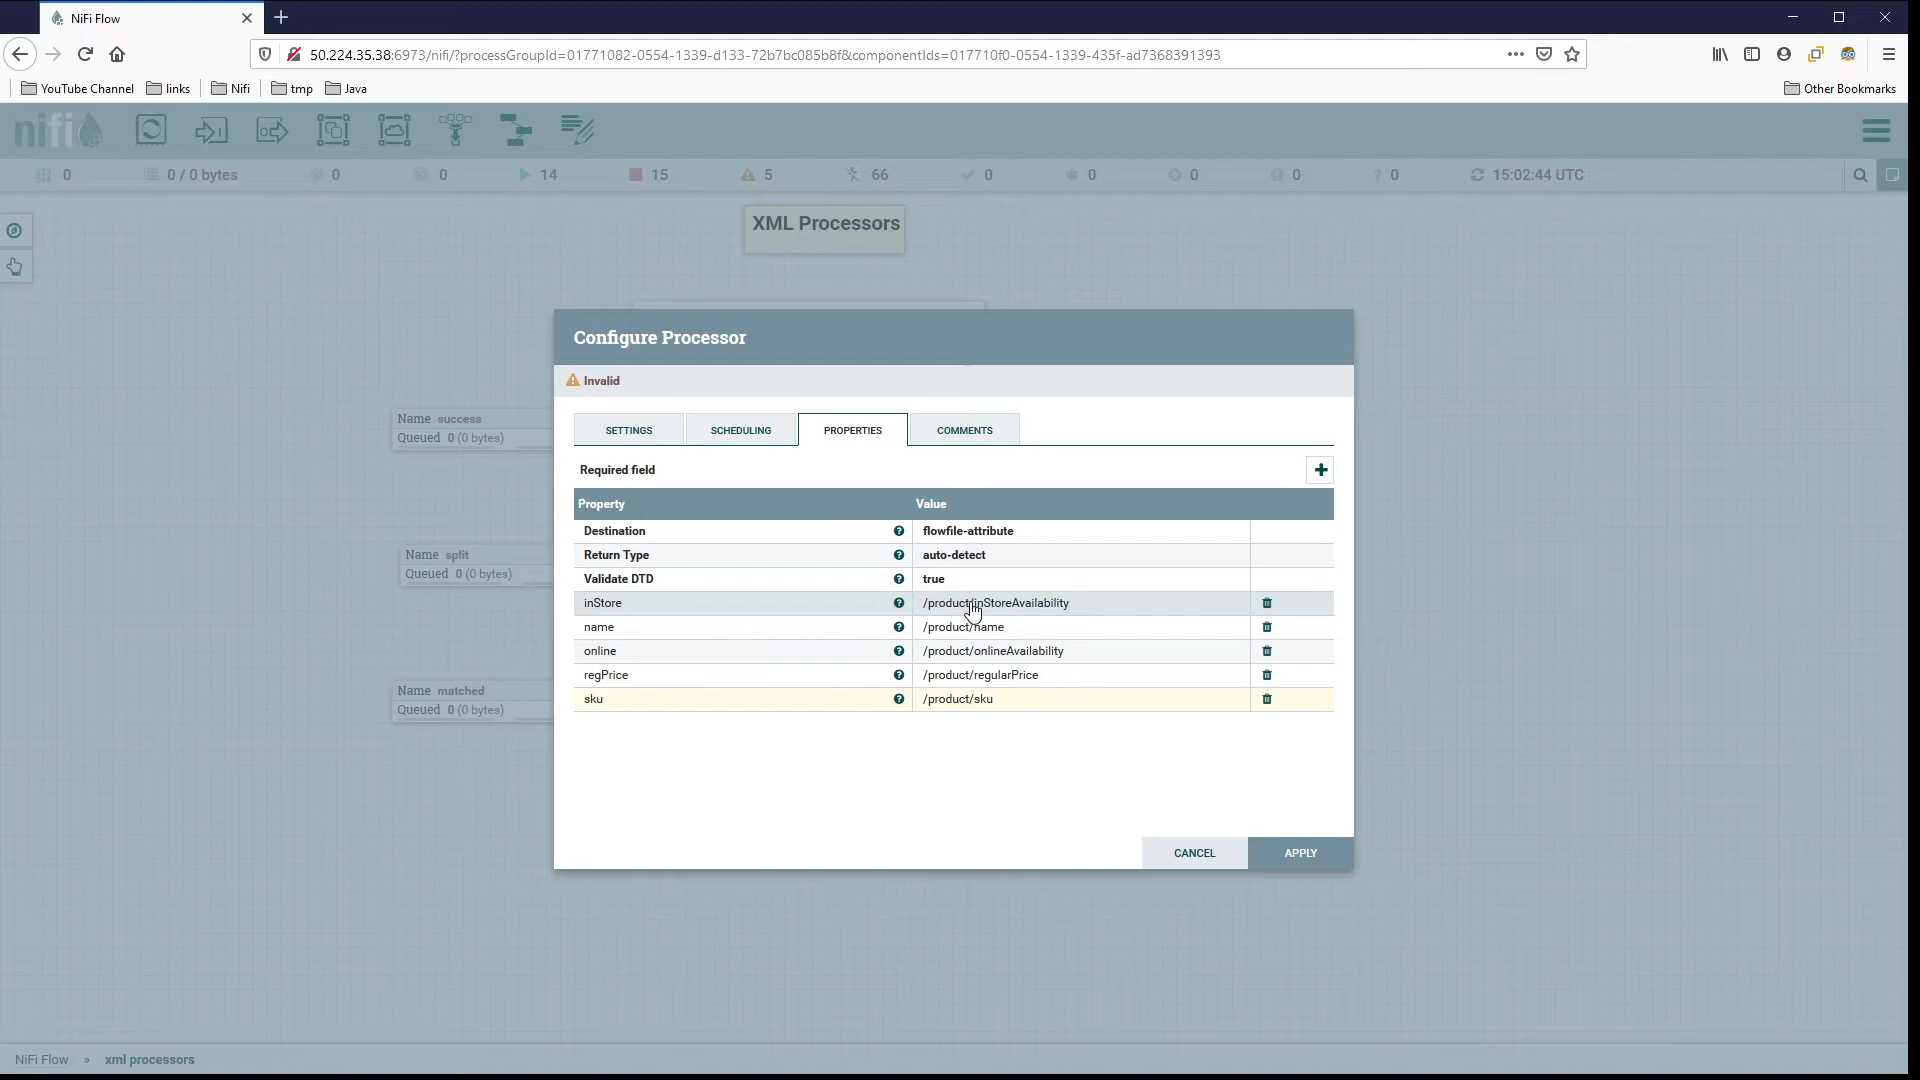 NiFi Flow
50.224.35.38:6973/nifi/?processGroupId=01771082-0554-1339-d133-72b7bc085b8f&componentIds=017710f0-0554-1339-435f-ad7368391393
YouTube Channel links Nifi tmp Java Other Bookmarks
nifi
0 0 / 0 bytes 0 0 14 15 5 66 0 0 0 0 0 15:02:44 UTC
XML Processors
Configure Processor
Invalid
Name success
Queued 0 (0 bytes)
SETTINGS SCHEDULING PROPERTIES COMMENTS
Required field
Property Value
Destination flowfile-attribute
Return Type auto-detect
Name split
Queued 0 (0 bytes)
Validate DTD true
inStore /product/inStoreAvailability
name /product/name
online /product/onlineAvailability
regPrice /product/regularPrice
Name matched
Queued 0 (0 bytes)
sku /product/sku
CANCEL APPLY
NiFi Flow » xml processors